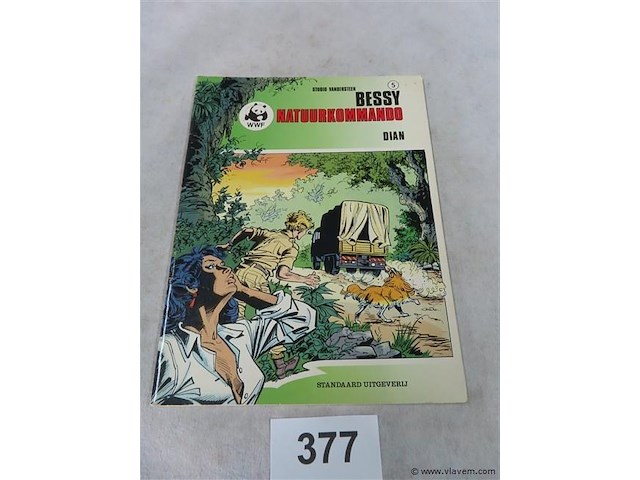 STUDIO VANDERSTEEN
5
BESSY
NATUURKOMMANDO
WWF
DIAN
STANDAARD UITGEVERIJ
377
© www.vlavem.com